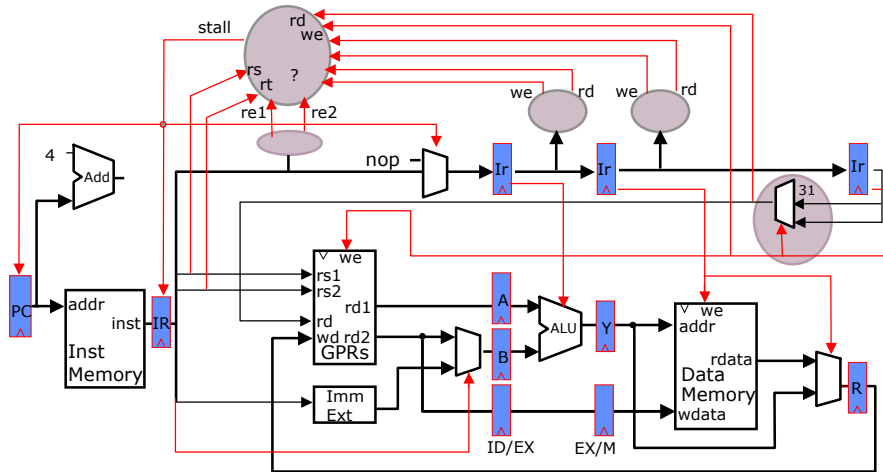 rd
we
stall
rs
rt
?
re1
re2
we
rd
we
rd
4
Add
nop
Ir
Ir
Ir
31
we
rs1
rs2
rd1
rd
wd
rd2
GPRs
PC
addr
inst
Inst
Memory
IR
A
B
ALU
Y
we
addr
rdata
Data
Memory
wdata
R
Imm
Ext
ID/EX
EX/M